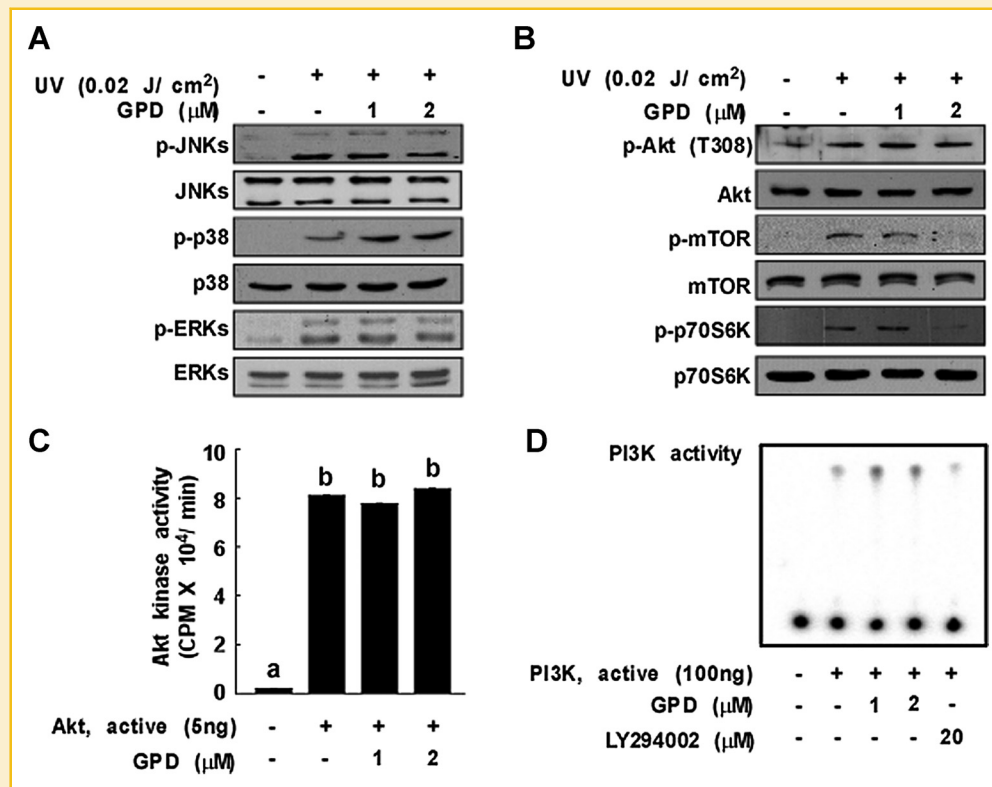 A
UV (0.02 J/ cm²) - + + +
GPD (μM) - - 1 2
p-JNKs
JNKs
p-p38
p38
p-ERKs
ERKs
B
UV (0.02 J/ cm²) - + + +
GPD (μM) - - 1 2
p-Akt (T308)
Akt
p-mTOR
mTOR
p-p70S6K
p70S6K
C
Akt kinase activity
(CPM X 10⁴/ min)
10
8
6
4
2
0
a b b b
Akt, active (5ng) - + + +
GPD (μM) - - 1 2
D
PI3K activity
PI3K, active (100ng) - + + + +
GPD (μM) - - 1 2 -
LY294002 (μM) - - - - 20